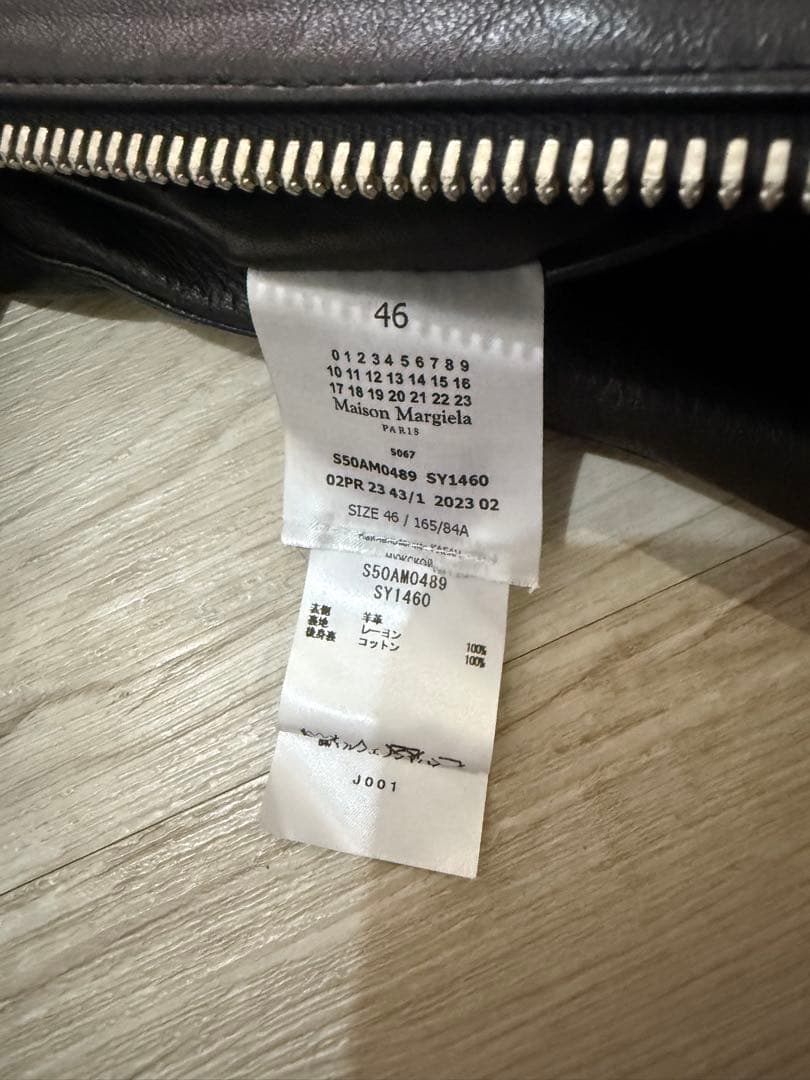 46
0 1 2 3 4 5 6 7 8 9
10 11 12 13 14 15 16
17 18 19 20 21 22 23
Maison Margiela
PARIS
5067
S50AM0489 SY1460
02PR 23 43/1 2023 02
SIZE 46 / 165/84A
S50AM0489
SY1460
表側 羊革
裏地 レーヨン 100%
後身裏 コットン 100%
J001